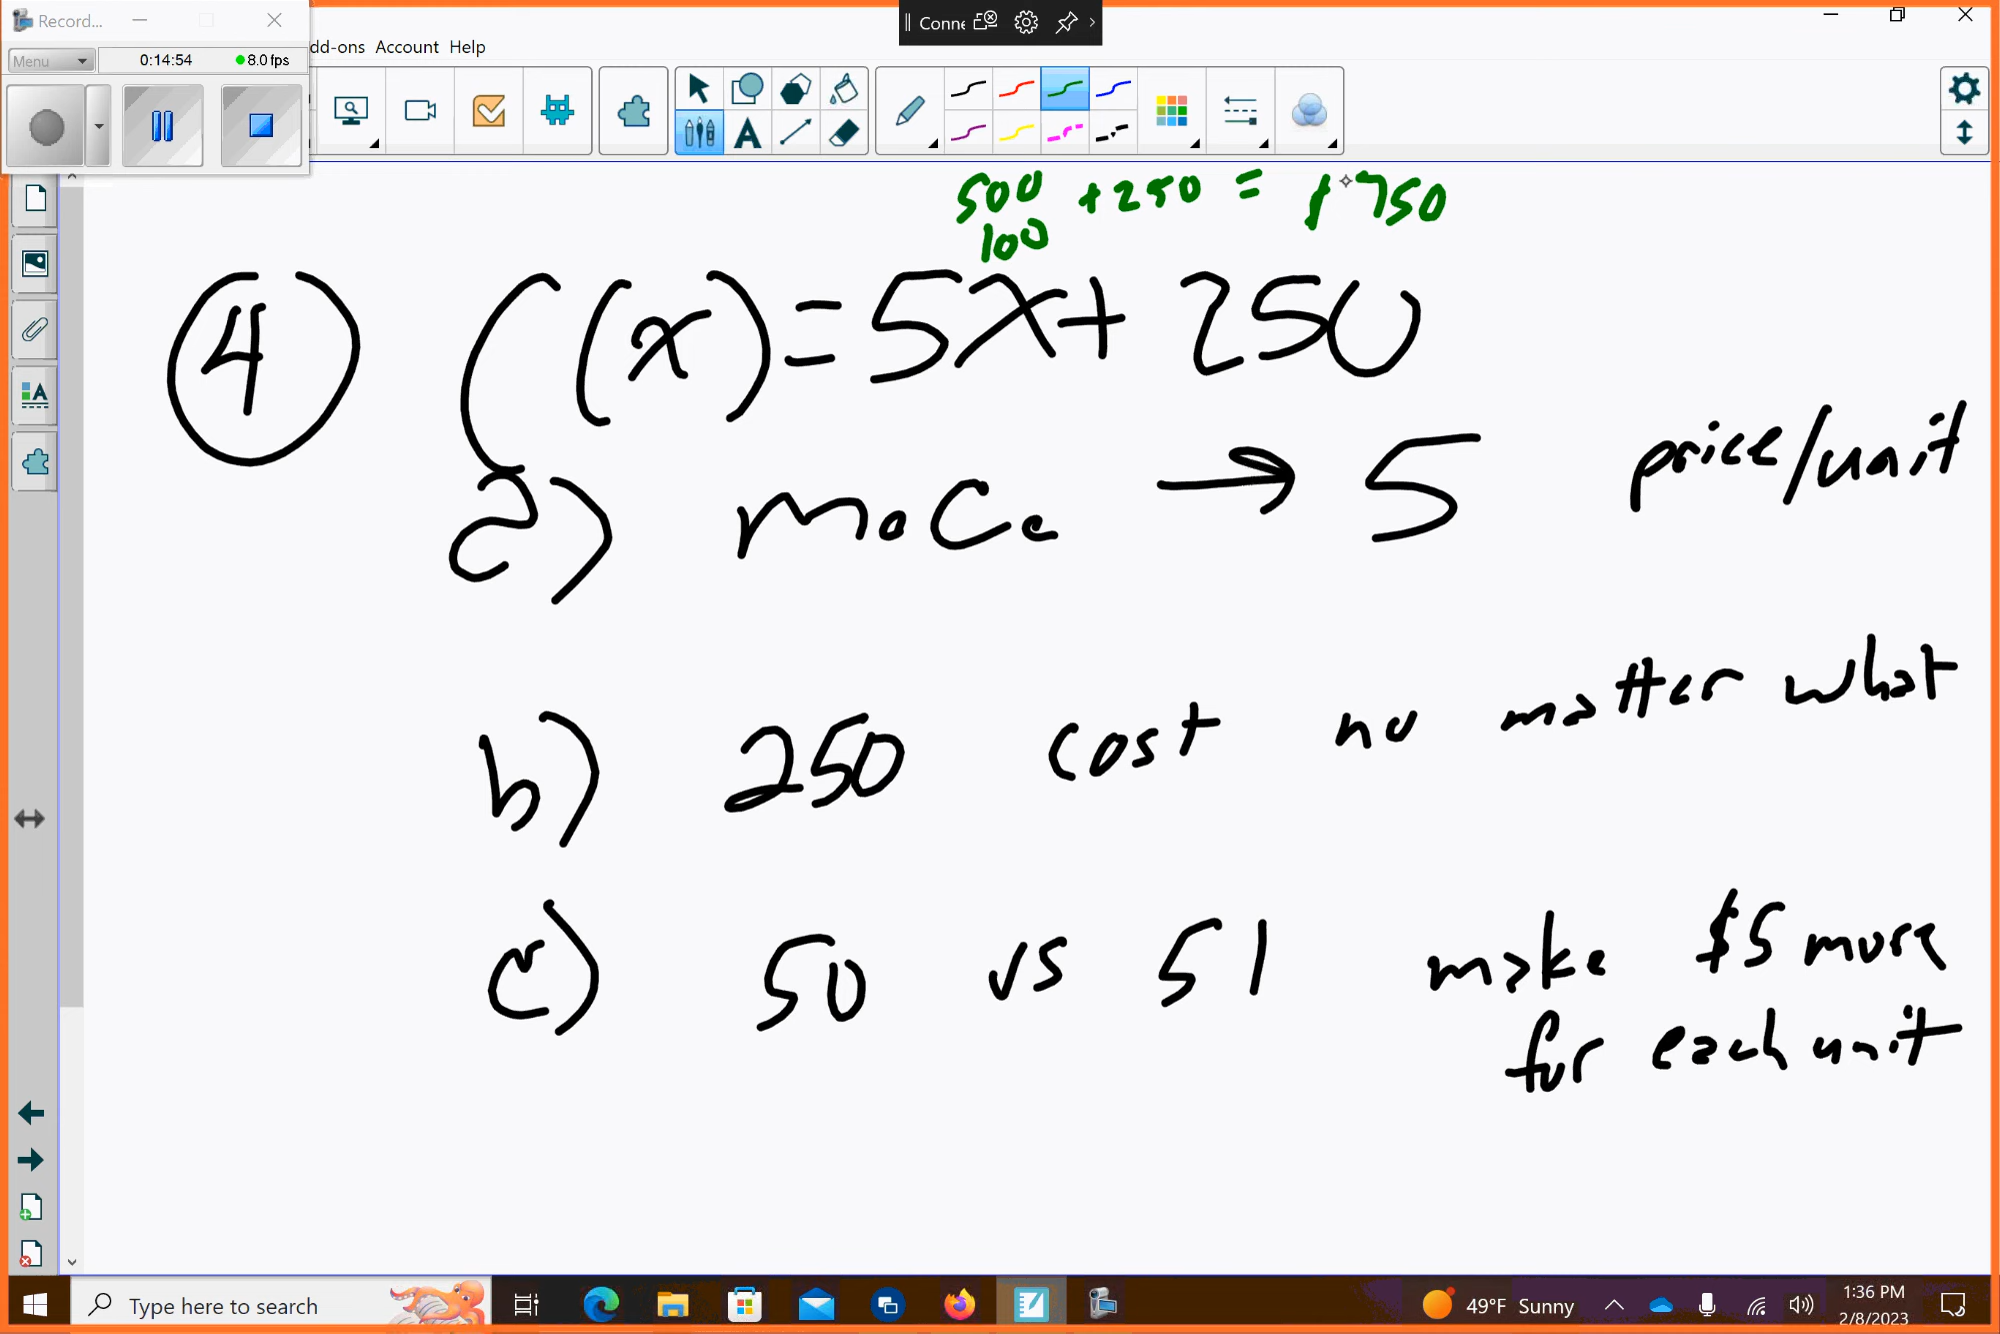 Record...
Conne
Menu
0:14:54
8.0 fps
dd-ons Account Help
500 + 250 = $750
100
4 C(x) = 5x + 250
a) MaCc → 5 price/unit
b) 250 cost no matter what
c) 50 vs 51 make $5 more
for each unit
Type here to search
49°F Sunny
1:36 PM
2/8/2023